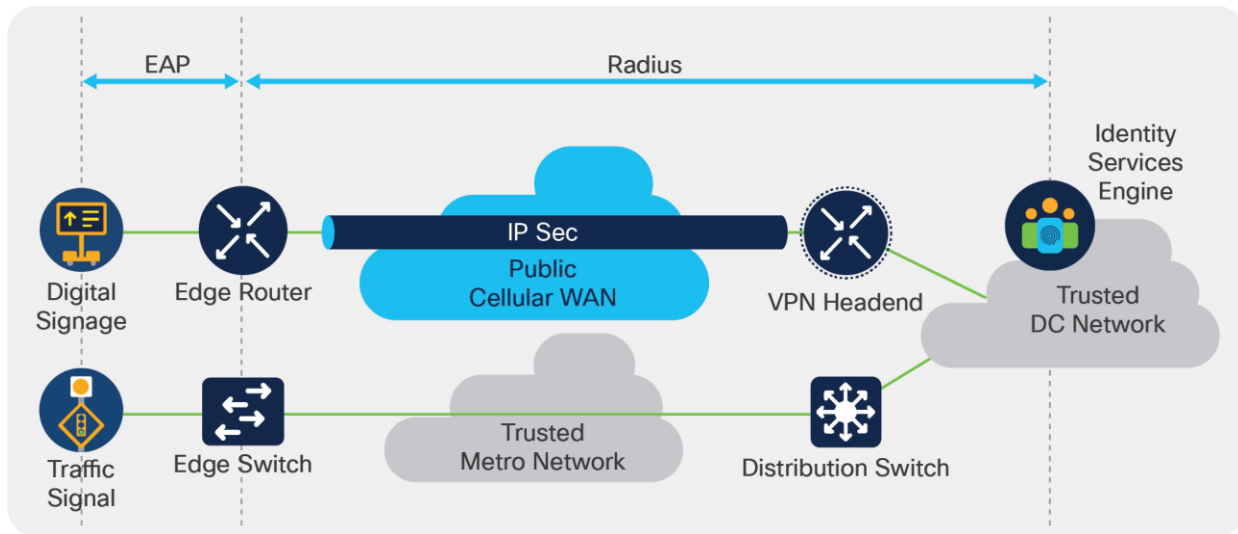 EAP
Radius
Identity
Services
Engine
IP Sec
Public
Cellular WAN
Digital
Signage
Edge Router
VPN Headend
Trusted
DC Network
Trusted
Metro Network
Traffic
Signal
Edge Switch
Distribution Switch